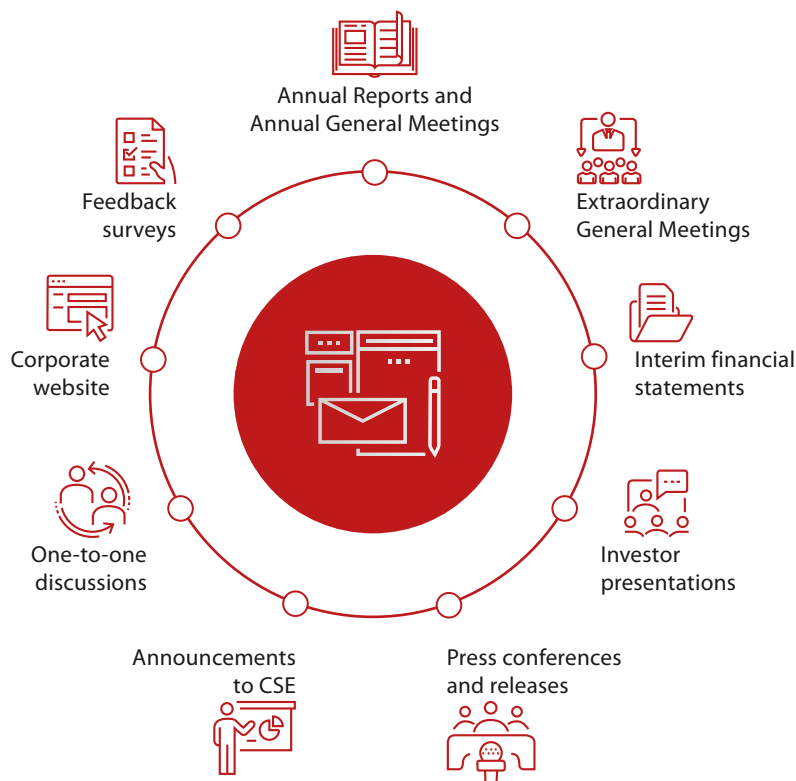 Annual Reports and
Annual General Meetings
Extraordinary
General Meetings
Interim financial
statements
Investor
presentations
Press conferences
and releases
Announcements
to CSE
One-to-one
discussions
Corporate
website
Feedback
surveys